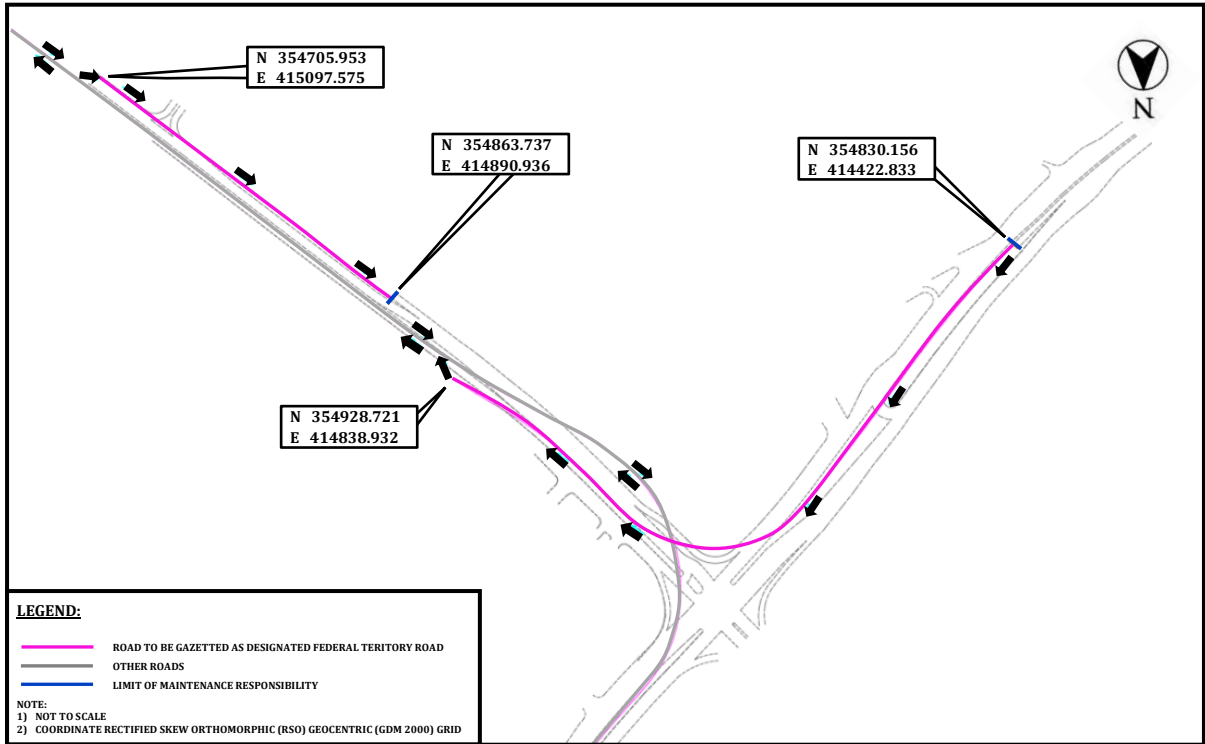 N 354705.953
E 415097.575
N 354863.737
E 414890.936
N 354830.156
E 414422.833
N
N 354928.721
E 414838.932
LEGEND:
ROAD TO BE GAZETTED AS DESIGNATED FEDERAL TERITORY ROAD
OTHER ROADS
LIMIT OF MAINTENANCE RESPONSIBILITY
NOTE:
1) NOT TO SCALE
2) COORDINATE RECTIFIED SKEW ORTHOMORPHIC (RSO) GEOCENTRIC (GDM 2000) GRID